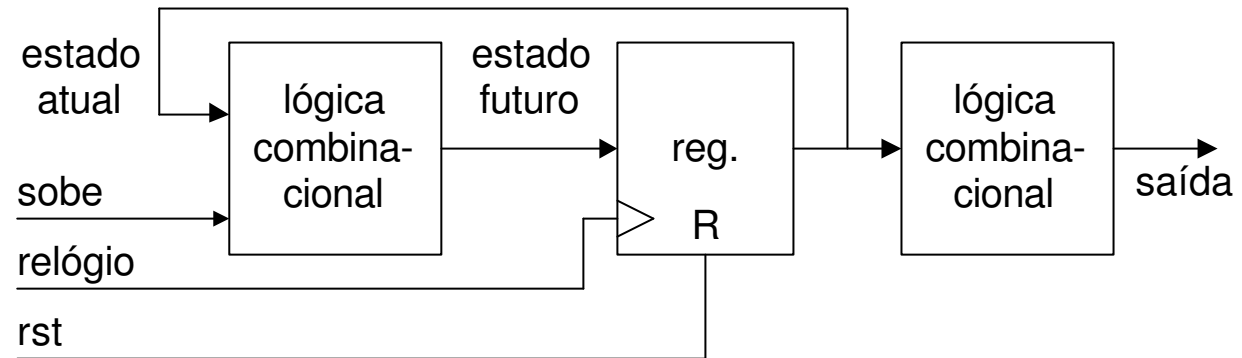 estado
atual
lógica
combina-
cional
estado
futuro
reg.
R
lógica
combina-
cional
saída
sobe
relógio
rst